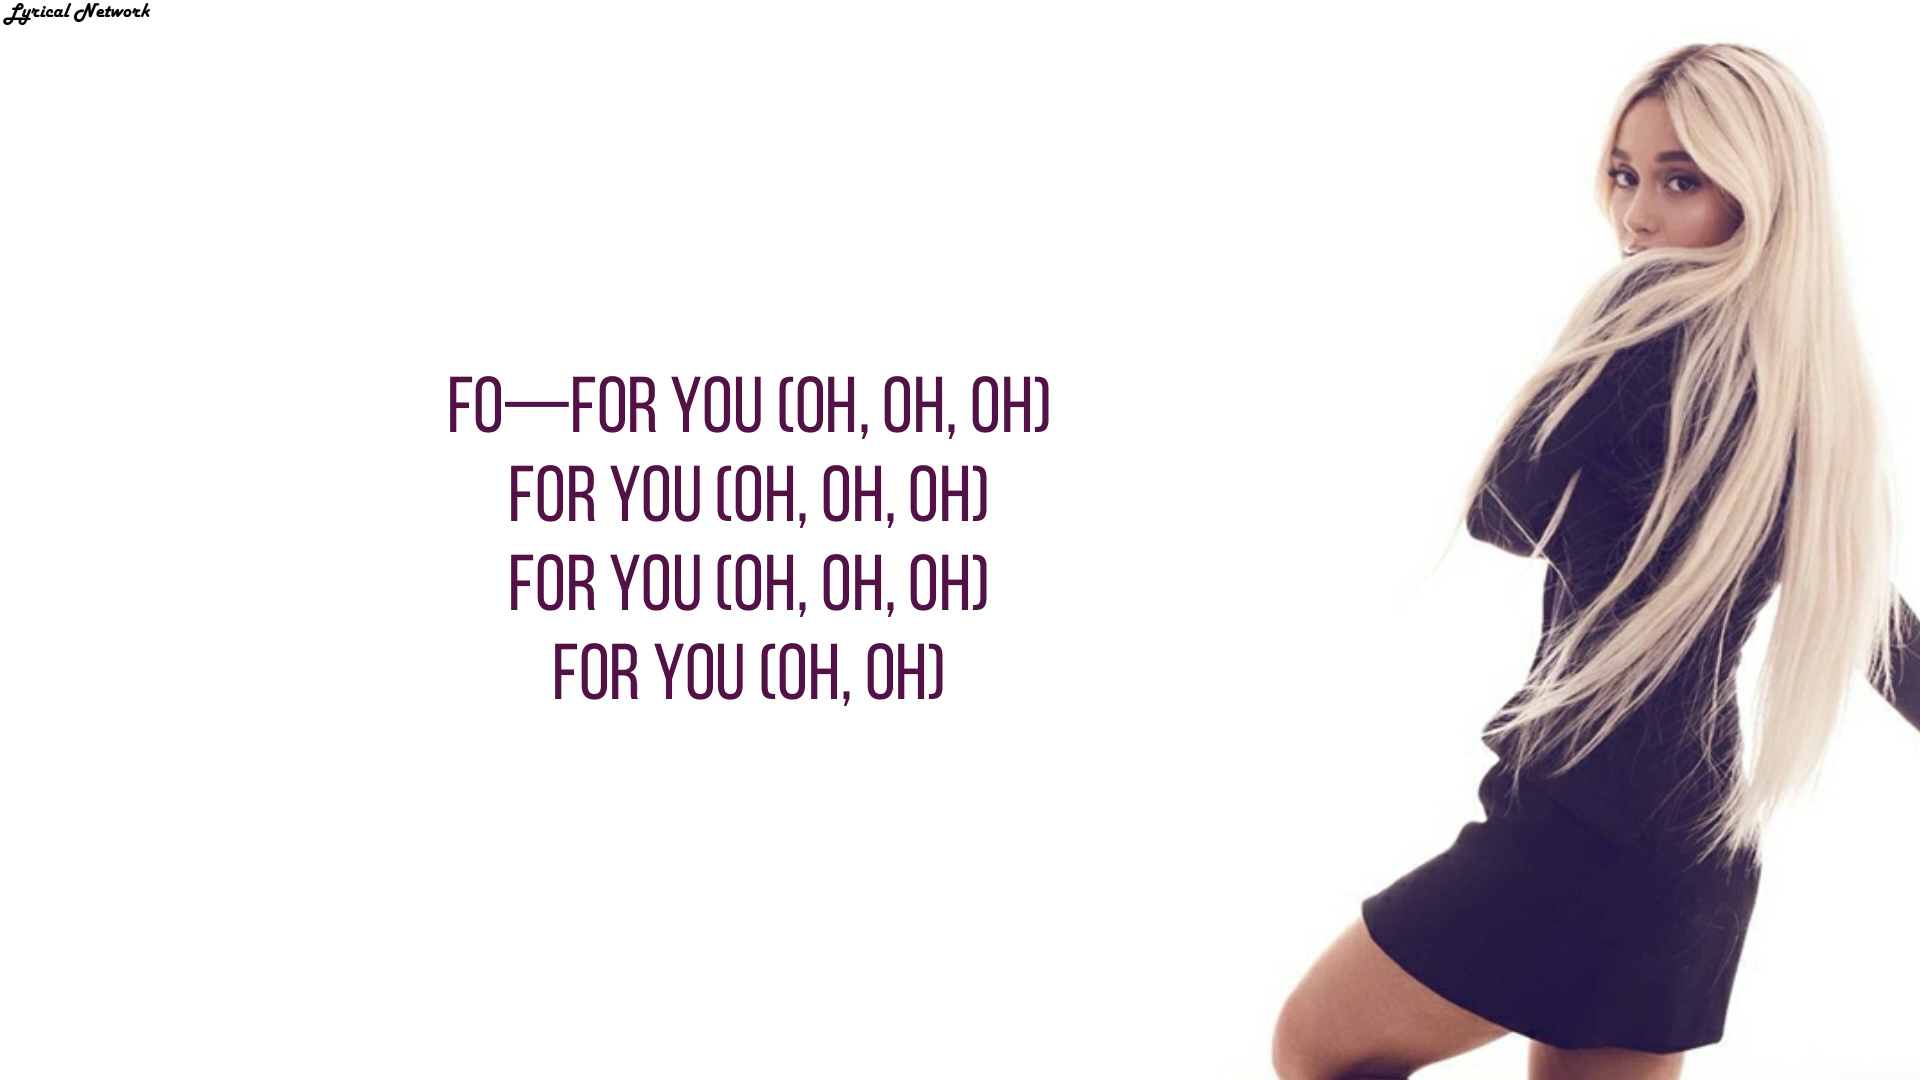 Lyrical Network
FO—FOR YOU (OH, OH, OH)
FOR YOU (OH, OH, OH)
FOR YOU (OH, OH, OH)
FOR YOU (OH, OH)